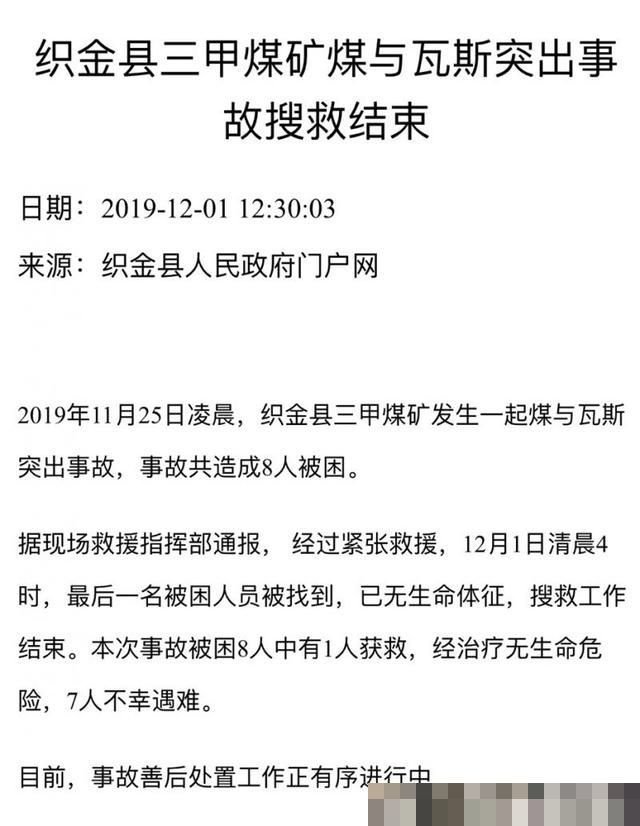 织金县三甲煤矿煤与瓦斯突出事
故搜救结束
日期：2019-12-01 12:30:03
来源：织金县人民政府门户网
2019年11月25日凌晨，织金县三甲煤矿发生一起煤与瓦斯
突出事故，事故共造成8人被困。
据现场救援指挥部通报， 经过紧张救援，12月1日清晨4
时，最后一名被困人员被找到，已无生命体征，搜救工作
结束。本次事故被困8人中有1人获救，经治疗无生命危
险，7人不幸遇难。
目前，事故善后处置工作正有序进行中